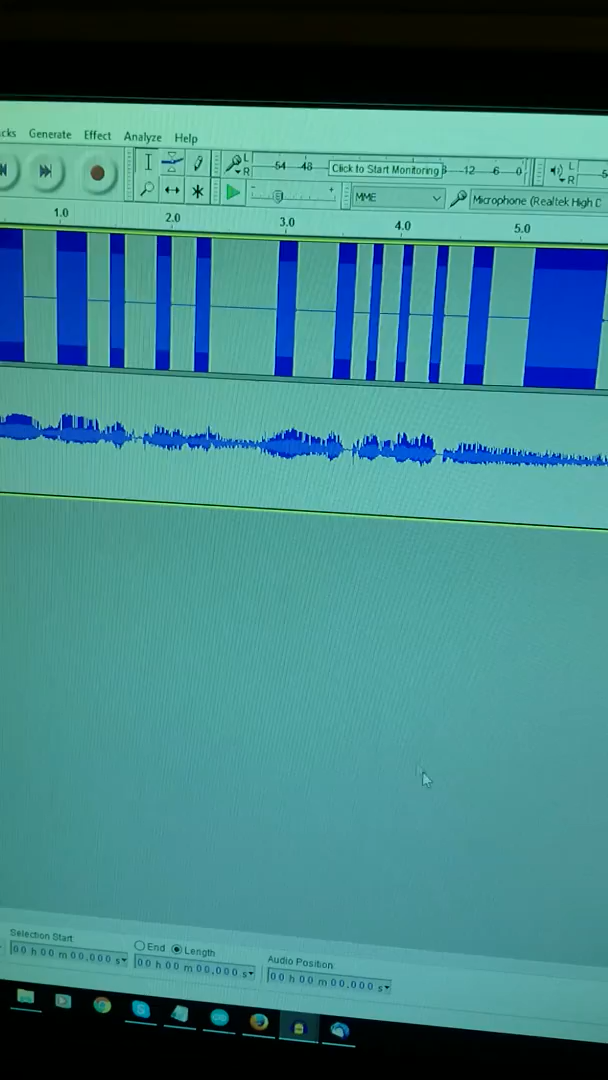 cks Generate Effect Analyze Help
L
R
-54 -48 Click to Start Monitoring -12 -6 0
L
R
MME
Microphone (Realtek High D
1.0 2.0 3.0 4.0 5.0
Selection Start
End Length
Audio Position
00 h 00 m 00,000 s
00 h 00 m 00,000 s
00 h 00 m 00,000 s